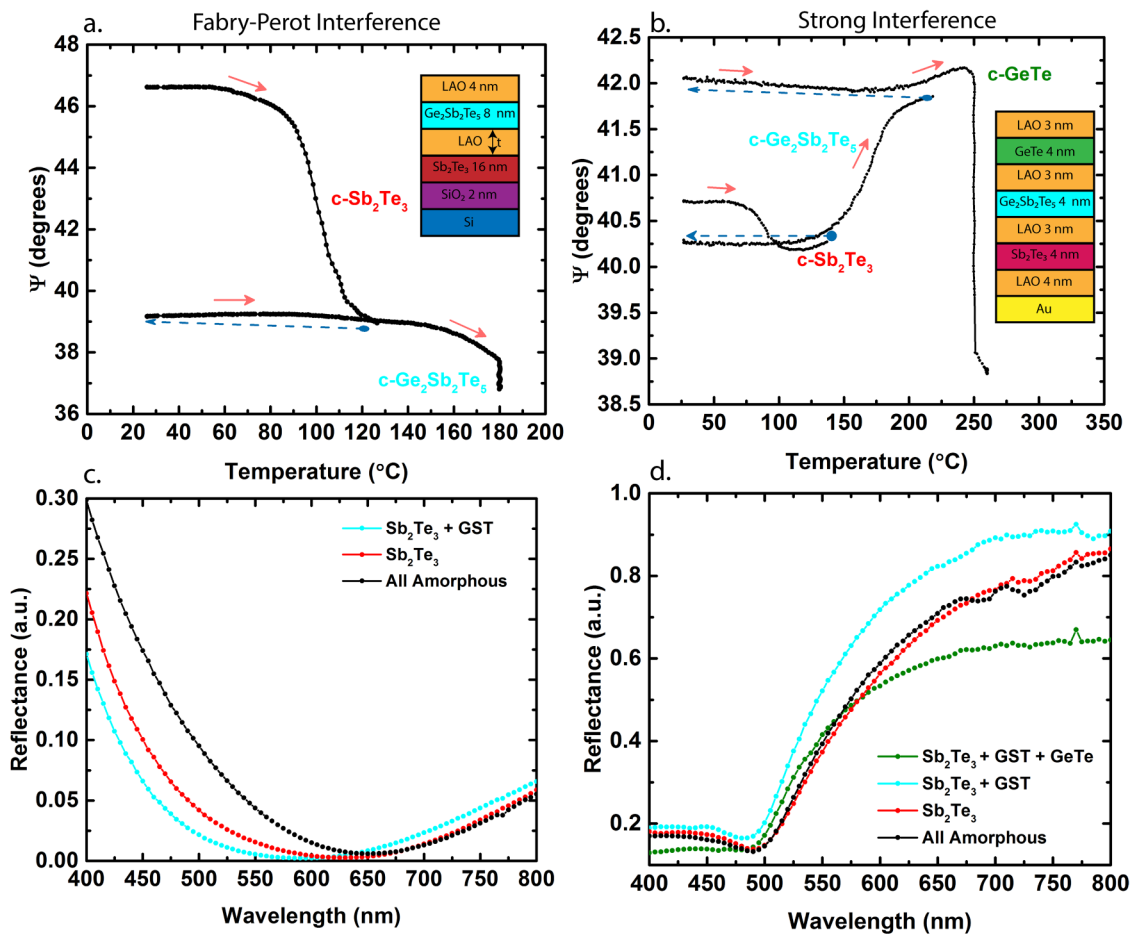 a.
Fabry-Perot Interference
48
46
44
42
40
38
36
Ψ (degrees)
LAO 4 nm
Ge₂Sb₂Te₅ 8 nm
LAO t
Sb₂Te₃ 16 nm
SiO₂ 2 nm
Si
c-Sb₂Te₃
c-Ge₂Sb₂Te₅
0 20 40 60 80 100 120 140 160 180 200
Temperature (°C)
b.
Strong Interference
42.5
42.0
41.5
41.0
40.5
40.0
39.5
39.0
38.5
Ψ (degrees)
c-GeTe
c-Ge₂Sb₂Te₅
c-Sb₂Te₃
LAO 3 nm
GeTe 4 nm
LAO 3 nm
Ge₂Sb₂Te₅ 4 nm
LAO 3 nm
Sb₂Te₃ 4 nm
LAO 4 nm
Au
0 50 100 150 200 250 300 350
Temperature (°C)
c.
0.30
0.25
0.20
0.15
0.10
0.05
0.00
Reflectance (a.u.)
Sb₂Te₃ + GST
Sb₂Te₃
All Amorphous
400 450 500 550 600 650 700 750 800
Wavelength (nm)
d.
1.0
0.8
0.6
0.4
0.2
Reflectance (a.u.)
Sb₂Te₃ + GST + GeTe
Sb₂Te₃ + GST
Sb₂Te₃
All Amorphous
400 450 500 550 600 650 700 750 800
Wavelength (nm)